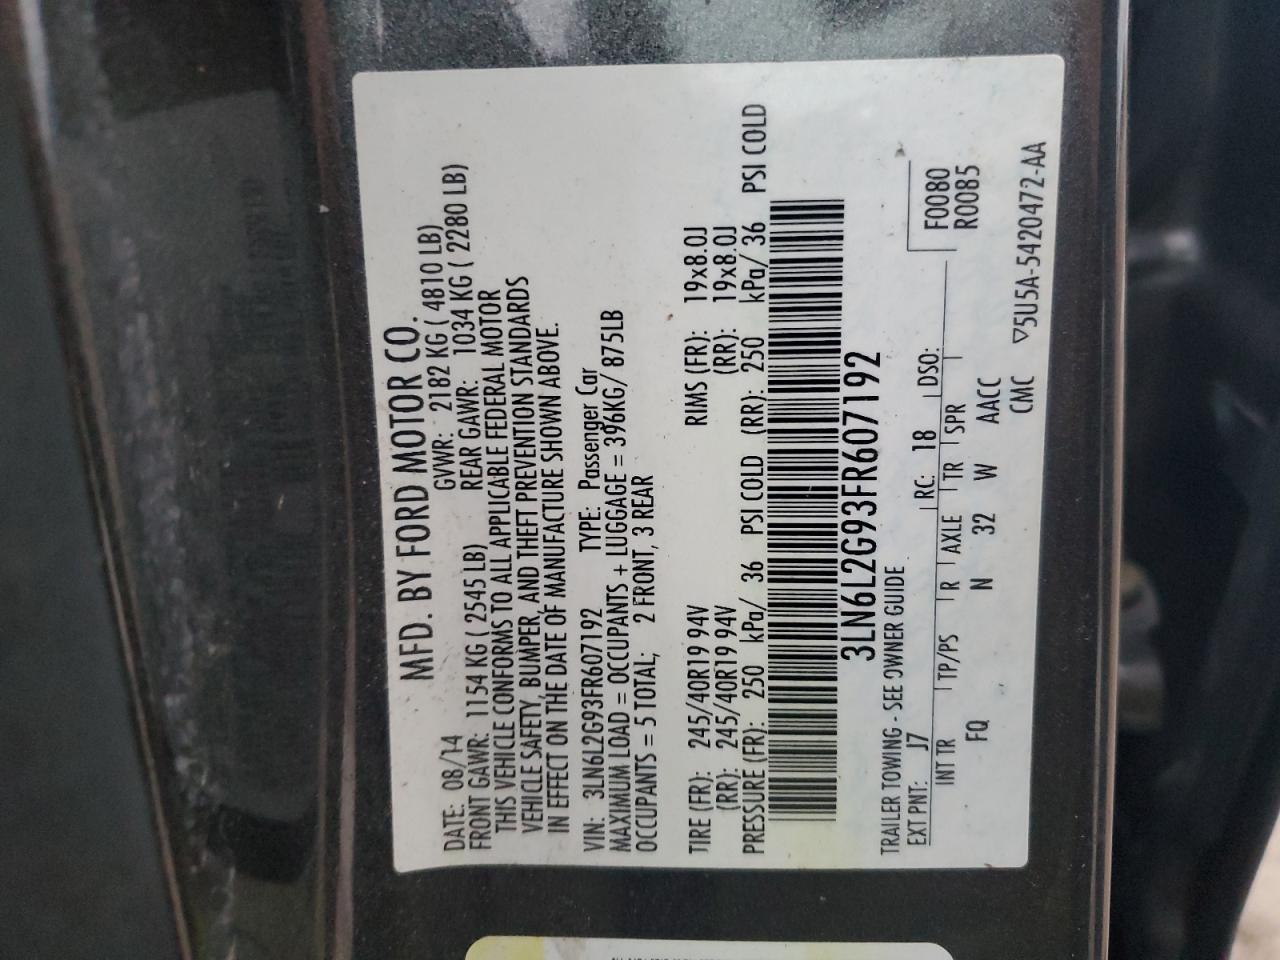 MFD. BY FORD MOTOR CO.
DATE: 08/14 GVWR: 2182 KG ( 4810 LB)
FRONT GAWR: 1154 KG ( 2545 LB) REAR GAWR: 1034 KG ( 2280 LB)
THIS VEHICLE CONFORMS TO ALL APPLICABLE FEDERAL MOTOR
VEHICLE SAFETY, BUMPER, AND THEFT PREVENTION STANDARDS
IN EFFECT ON THE DATE OF MANUFACTURE SHOWN ABOVE.
VIN: 3LN6L2G93FR607192 TYPE: Passenger Car
MAXIMUM LOAD = OCCUPANTS + LUGGAGE = 396KG/ 875LB
OCCUPANTS = 5 TOTAL; 2 FRONT, 3 REAR
TIRE (FR): 245/40R19 94V RIMS (FR): 19x8.0J
(RR): 245/40R19 94V (RR): 19x8.0J
PRESSURE (FR): 250 kPa/ 36 PSI COLD (RR): 250 kPa/ 36 PSI COLD
3LN6L2G93FR607192
TRAILER TOWING - SEE OWNER GUIDE
EXT PNT: J7 RC: 18 DSO:
F0080
R0085
INT TR TP/PS R AXLE TR SPR
FQ N 32 W AACC
CMC ▽5U5A-5420472-AA